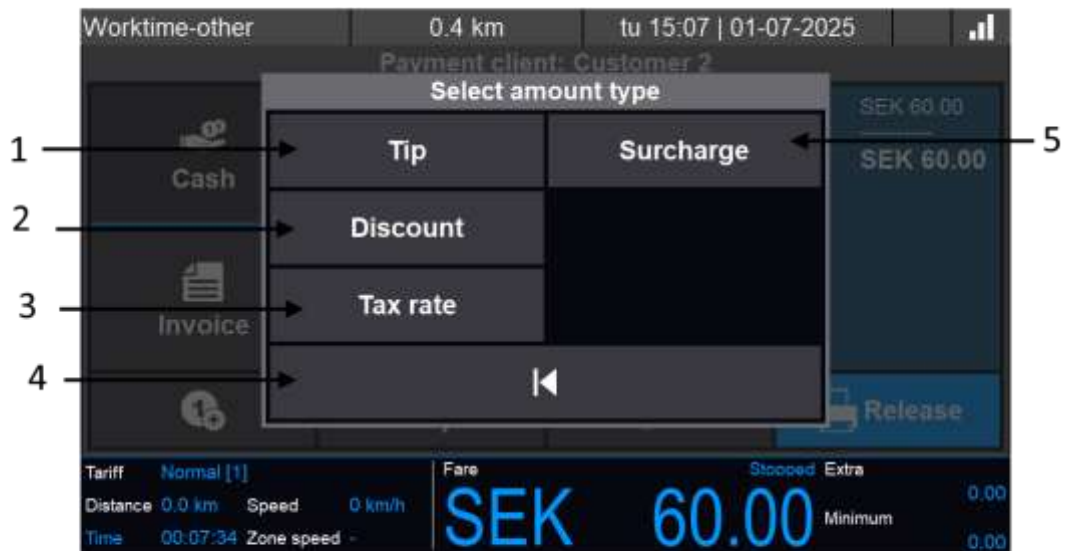 Worktime-other 0.4 km tu 15:07 | 01-07-2025
Payment client: Customer 2
Select amount type
SEK 60.00
1 Tip Surcharge 5
SEK 60.00
Cash
2 Discount
3 Tax rate
Invoice
4
1
Release
Tariff Normal [1] Fare Stopped Extra
0.00
Distance 0.0 km Speed 0 km/h SEK 60.00 Minimum
Time 00:07:34 Zone speed - 0.00